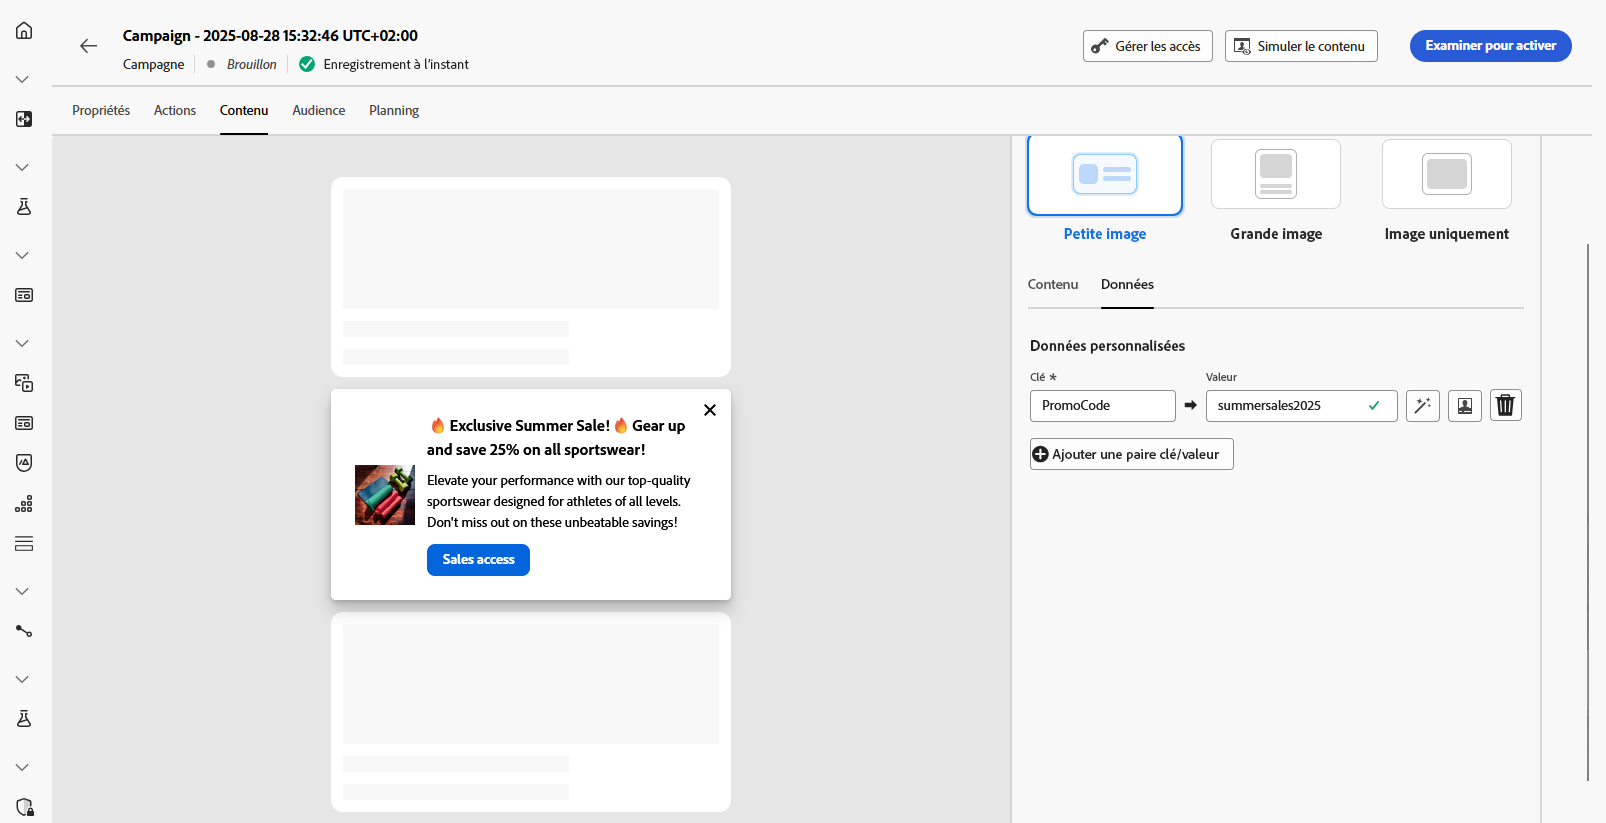 Campaign - 2025-08-28 15:32:46 UTC+02:00
Campagne
Brouillon
Enregistrement à l'instant
Gérer les accès
Simuler le contenu
Examiner pour activer
Propriétés
Actions
Contenu
Audience
Planning
🔥 Exclusive Summer Sale! 🔥 Gear up
and save 25% on all sportswear!
Elevate your performance with our top-quality
sportswear designed for athletes of all levels.
Don't miss out on these unbeatable savings!
Sales access
Petite image
Grande image
Image uniquement
Contenu
Données
Données personnalisées
Clé *
Valeur
PromoCode
summersales2025
Ajouter une paire clé/valeur